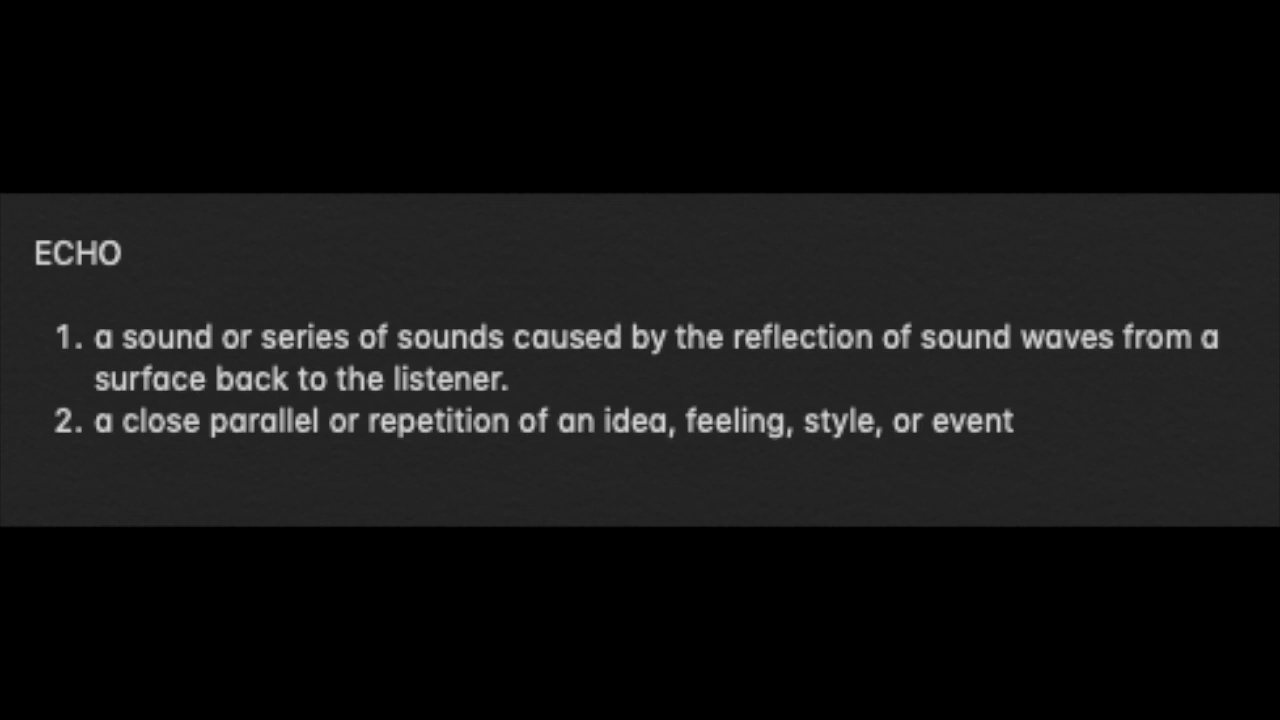 ECHO
1. a sound or series of sounds caused by the reflection of sound waves from a
surface back to the listener.
2. a close parallel or repetition of an idea, feeling, style, or event